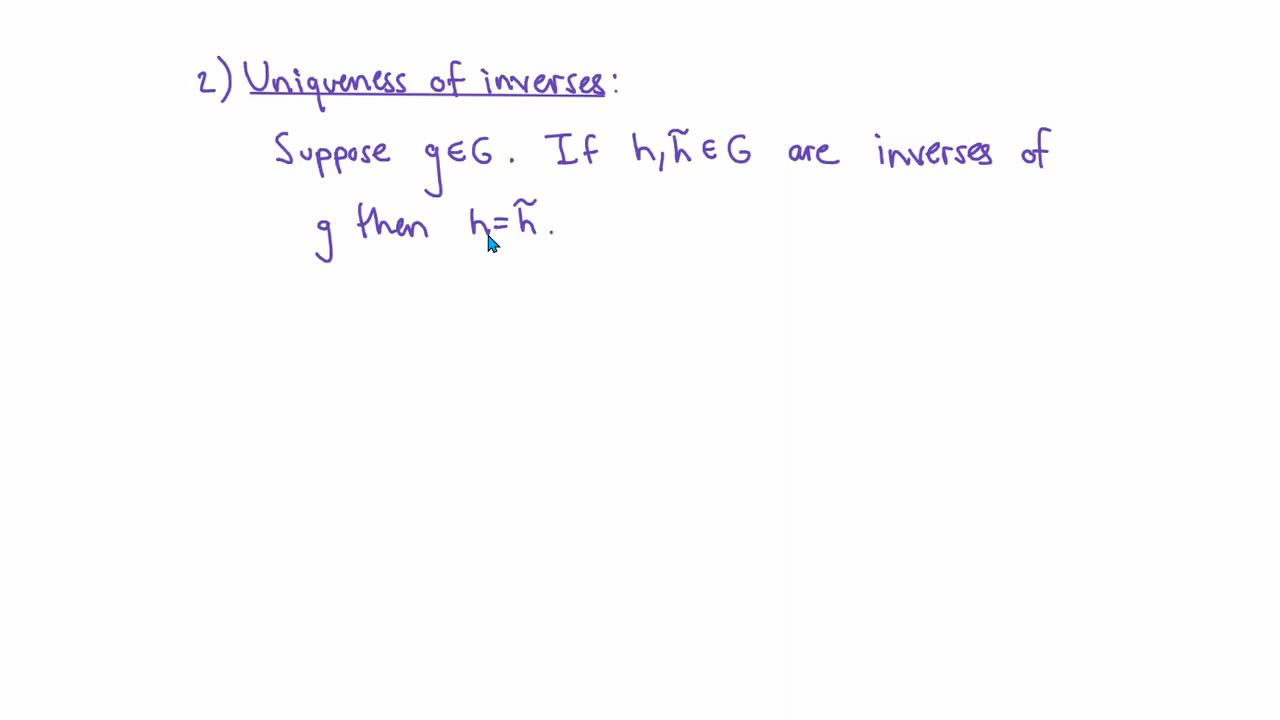 2) Uniqueness of inverses:
Suppose g∈G. If h, h̃ ∈ G are inverses of
g then h = h̃.